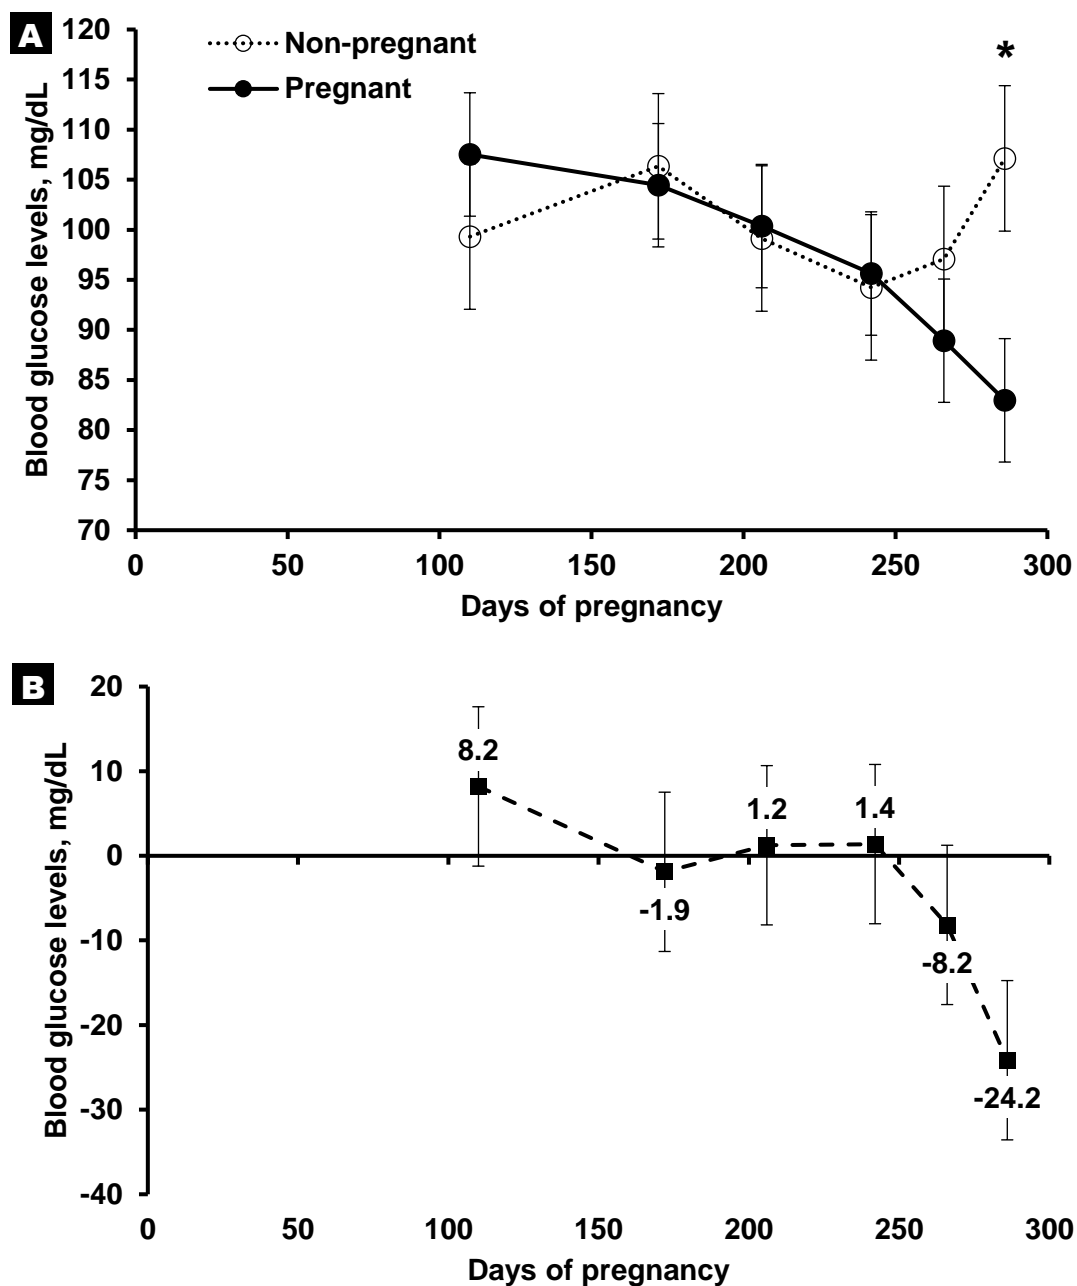 A
Non-pregnant
Pregnant
*
Blood glucose levels, mg/dL
120
115
110
105
100
95
90
85
80
75
70
0 50 100 150 200 250 300
Days of pregnancy
B
Blood glucose levels, mg/dL
20
10
0
-10
-20
-30
-40
8.2
-1.9
1.2
1.4
-8.2
-24.2
0 50 100 150 200 250 300
Days of pregnancy